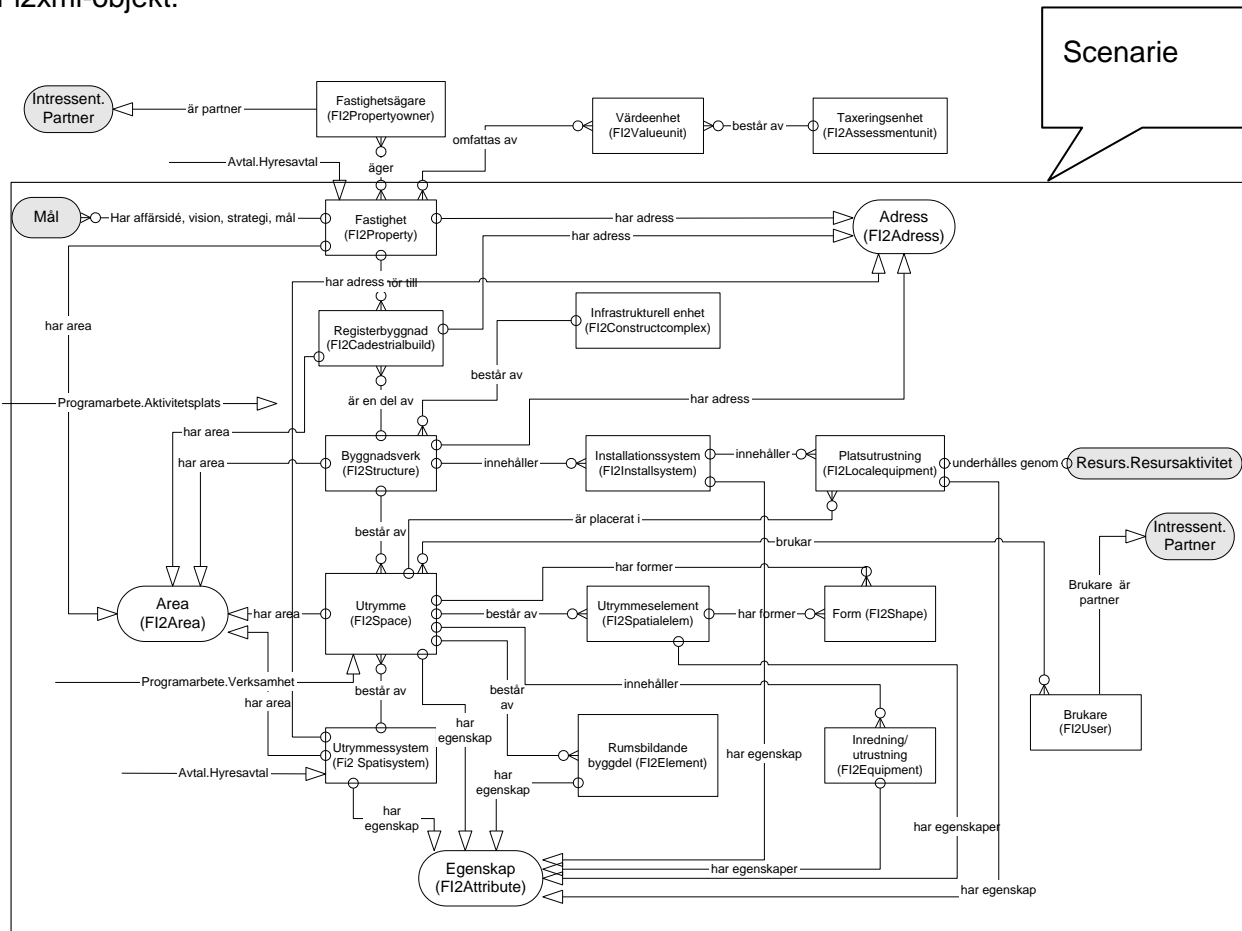 FI2xml-objekt.
Scenarie
Intressent.
Partner
är partner
Fastighetsägare
(FI2Propertyowner)
Värdeenhet
(FI2Valueunit)
består av
Taxeringsenhet
(FI2Assessmentunit)
omfattas av
Avtal.Hyresavtal
äger
Mål
Har affärsidé, vision, strategi, mål
Fastighet
(FI2Property)
har adress
Adress
(FI2Adress)
har adress
har adress
hör till
har area
Infrastrukturell enhet
(FI2Constructcomplex)
Registerbyggnad
(FI2Cadestrialbuild)
består av
Programarbete.Aktivitetsplats
är en del av
har adress
har area
har area
Byggnadsverk
(FI2Structure)
innehåller
Installationssystem
(FI2Installsystem)
innehåller
Platsutrustning
(FI2Localequipment)
underhålles genom
Resurs.Resursaktivitet
är placerat i
består av
brukar
Intressent.
Partner
har former
Brukare är
partner
Area
(FI2Area)
har area
Utrymme
(FI2Space)
består av
Utrymmeselement
(FI2Spatialelem)
har former
Form (FI2Shape)
Programarbete.Verksamhet
består av
består
av
innehåller
har area
har
egenskap
Brukare
(FI2User)
Utrymmessystem
(Fi2 Spatisystem)
Rumsbildande
byggdel (FI2Element)
har egenskap
Inredning/
utrustning
(FI2Equipment)
Avtal.Hyresavtal
har
egenskap
har
egenskap
har egenskaper
Egenskap
(FI2Attribute)
har egenskaper
har egenskap